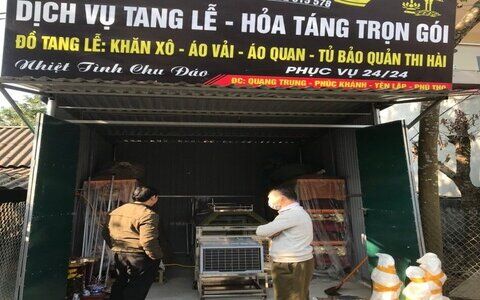 DỊCH VỤ TANG LỄ - HỎA TÁNG TRỌN GÓI
ĐỒ TANG LỄ: KHĂN XÔ - ÁO VẢI - ÁO QUAN - TỦ BẢO QUẢN THI HÀI
Nhiệt Tình Chu Đáo
PHỤC VỤ 24/24
ĐC: QUANG TRUNG - PHÚC KHÁNH - YÊN LẬP - PHÚ THỌ